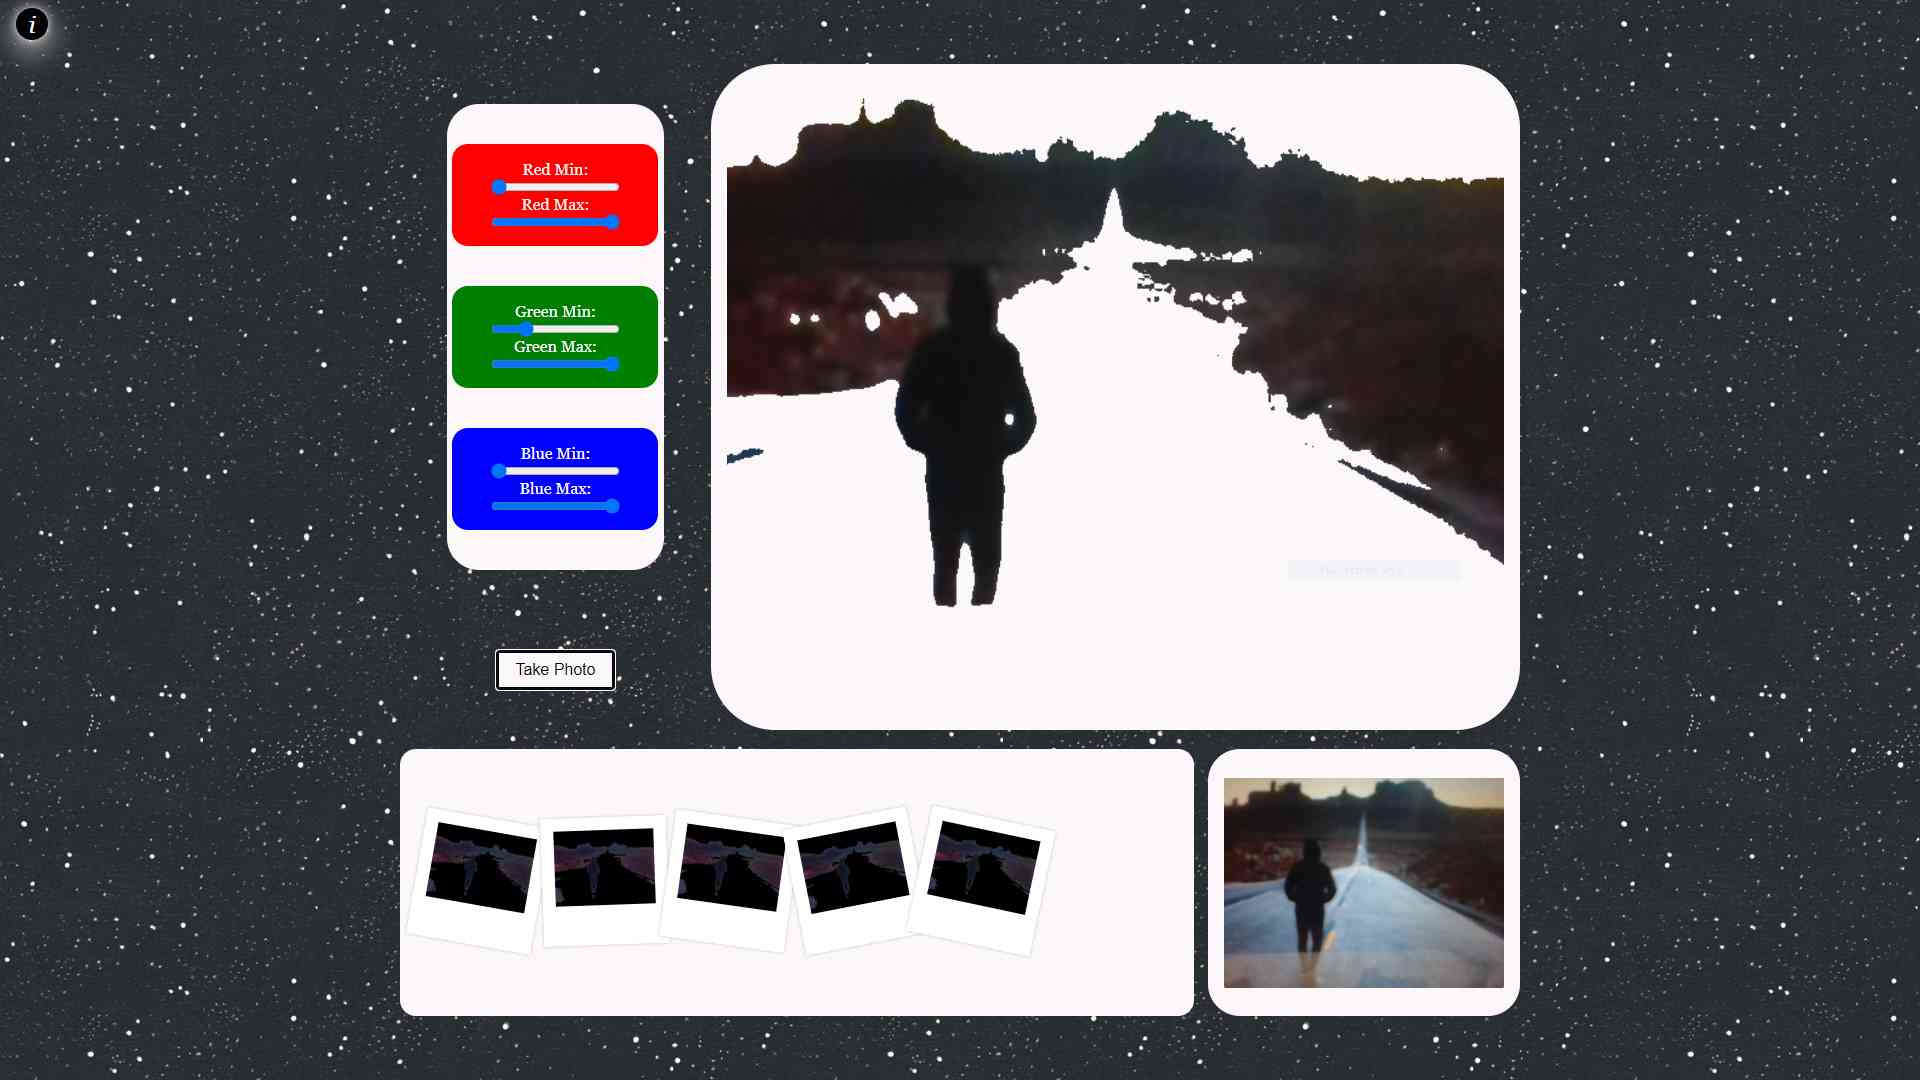 i
Red Min:
Red Max:
Green Min:
Green Max:
Blue Min:
Blue Max:
Take Photo